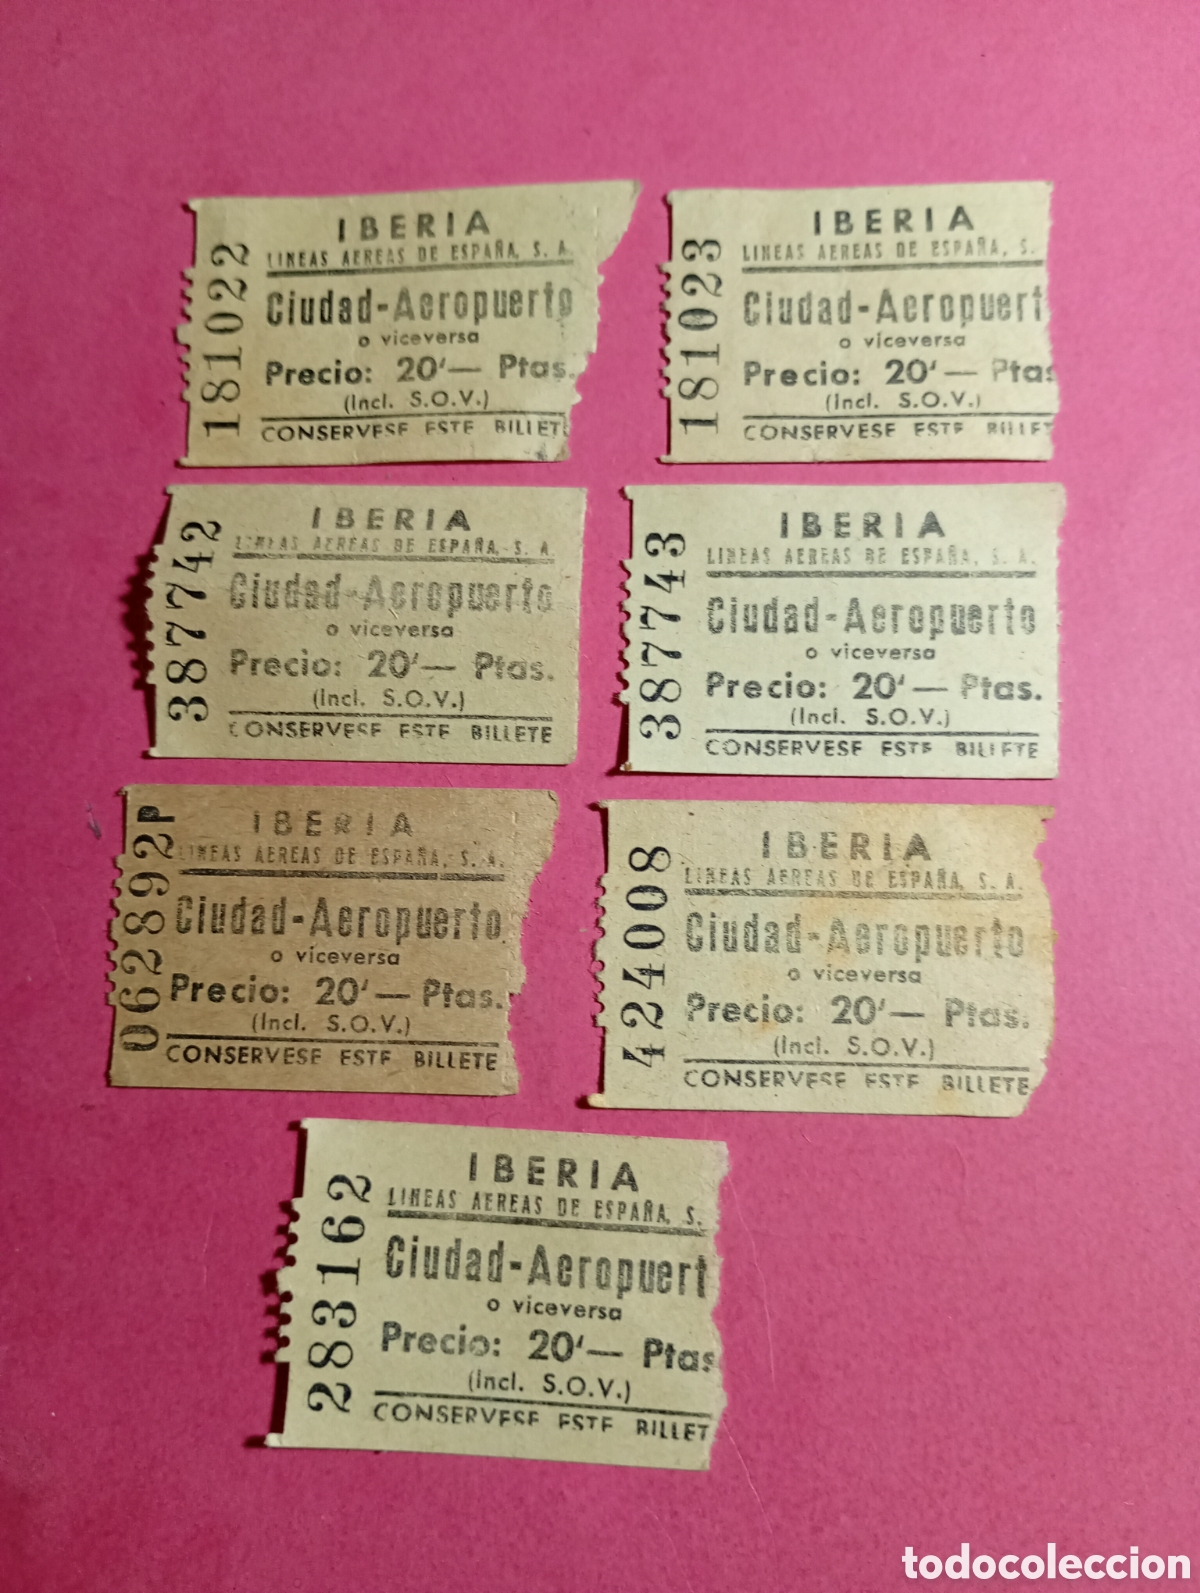 181022
IBERIA
LINEAS AEREAS DE ESPAÑA, S. A.
Ciudad-Aeropuerto
o viceversa
Precio: 20'— Ptas.
(Incl. S.O.V.)
CONSERVESE ESTE BILLET
181023
IBERIA
LINEAS AEREAS DE ESPAÑA, S.
Ciudad-Aeropuert
o viceversa
Precio: 20'— Ptas
(Incl. S.O.V.)
CONSERVESE ESTE BILLET
387742
IBERIA
LINEAS AEREAS DE ESPAÑA, S. A.
Ciudad-Aeropuerto
o viceversa
Precio: 20'— Ptas.
(Incl. S.O.V.)
CONSERVESE ESTE BILLETE
387743
IBERIA
LINEAS AEREAS DE ESPAÑA, S. A.
Ciudad-Aeropuerto
o viceversa
Precio: 20'— Ptas.
(Incl. S.O.V.)
CONSERVESE ESTE BILLETE
062892P
IBERIA
LINEAS AEREAS DE ESPAÑA, S. A.
Ciudad-Aeropuerto
o viceversa
Precio: 20'— Ptas.
(Incl. S.O.V.)
CONSERVESE ESTE BILLETE
424008
IBERIA
LINEAS AEREAS DE ESPAÑA, S. A.
Ciudad-Aeropuerto
o viceversa
Precio: 20'— Ptas.
(Incl. S.O.V.)
CONSERVESE ESTE BILLETE
283162
IBERIA
LINEAS AEREAS DE ESPAÑA, S.
Ciudad-Aeropuert
o viceversa
Precio: 20'— Ptas
(Incl. S.O.V.)
CONSERVESE ESTE BILLET
todocoleccion